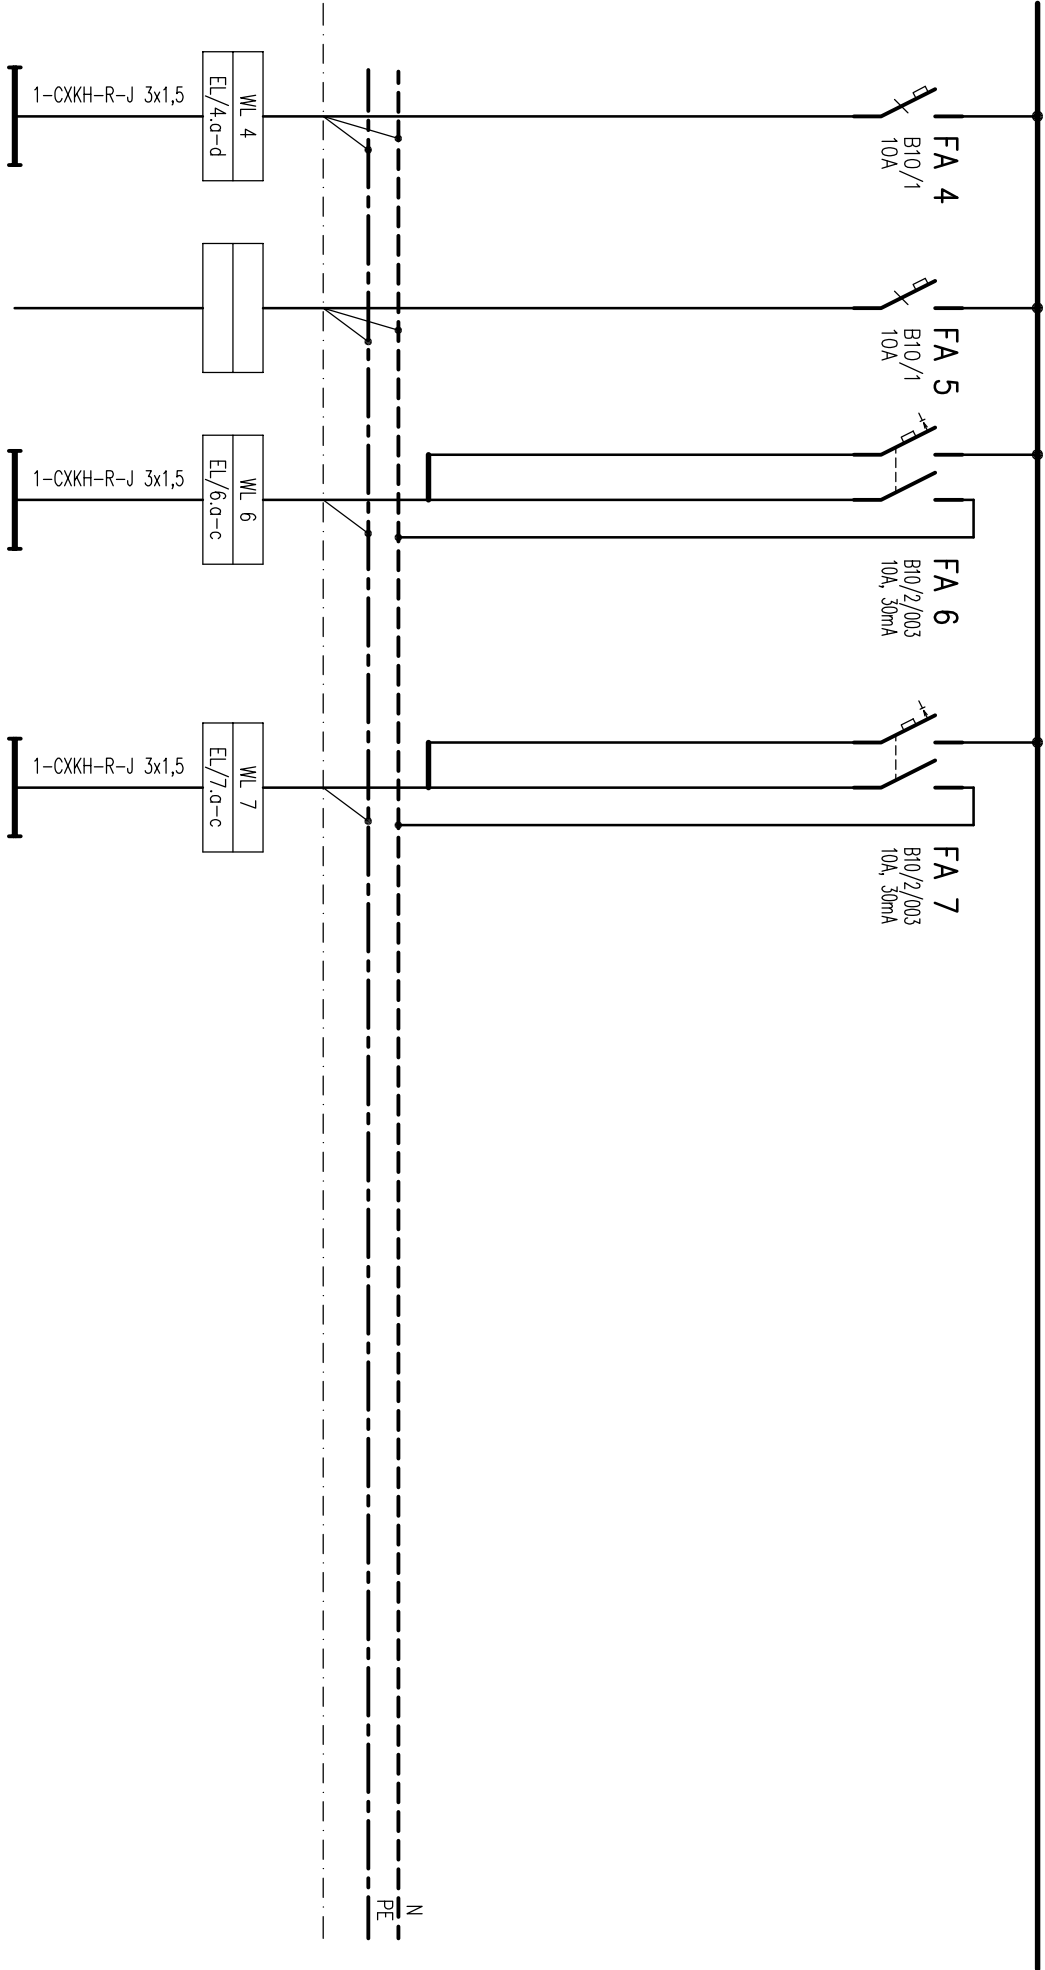 FA 4
B10/1
10A
FA 5
B10/1
10A
FA 6
B10/2/003
10A, 30mA
FA 7
B10/2/003
10A, 30mA
N
PE
WL 4
EL/4.a-d
WL 6
EL/6.a-c
WL 7
EL/7.a-c
1-CXKH-R-J 3x1,5
1-CXKH-R-J 3x1,5
1-CXKH-R-J 3x1,5